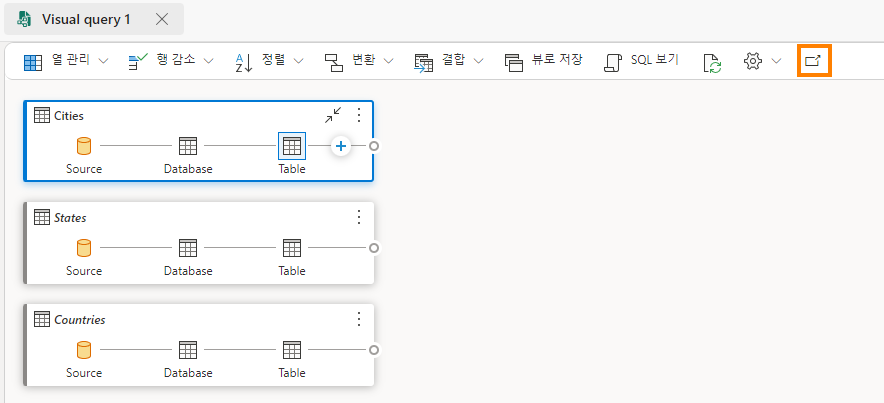 Visual query 1
열 관리 행 감소 정렬 변환 결합 뷰로 저장 SQL 보기
Cities
Source Database Table
States
Source Database Table
Countries
Source Database Table